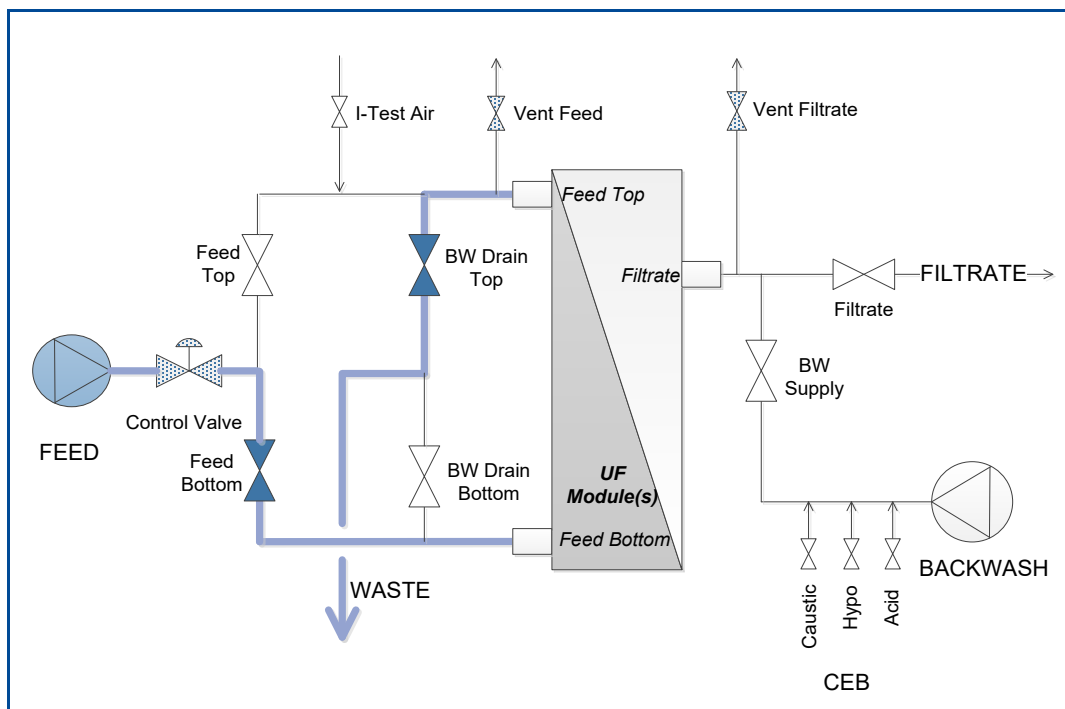 I-Test Air
Vent Feed
Vent Filtrate
Feed Top
Feed
Top
BW Drain
Top
Filtrate
FILTRATE
Filtrate
BW
Supply
Control Valve
FEED
Feed
Bottom
BW Drain
Bottom
UF
Module(s)
Feed Bottom
BACKWASH
WASTE
Caustic
Hypo
Acid
CEB